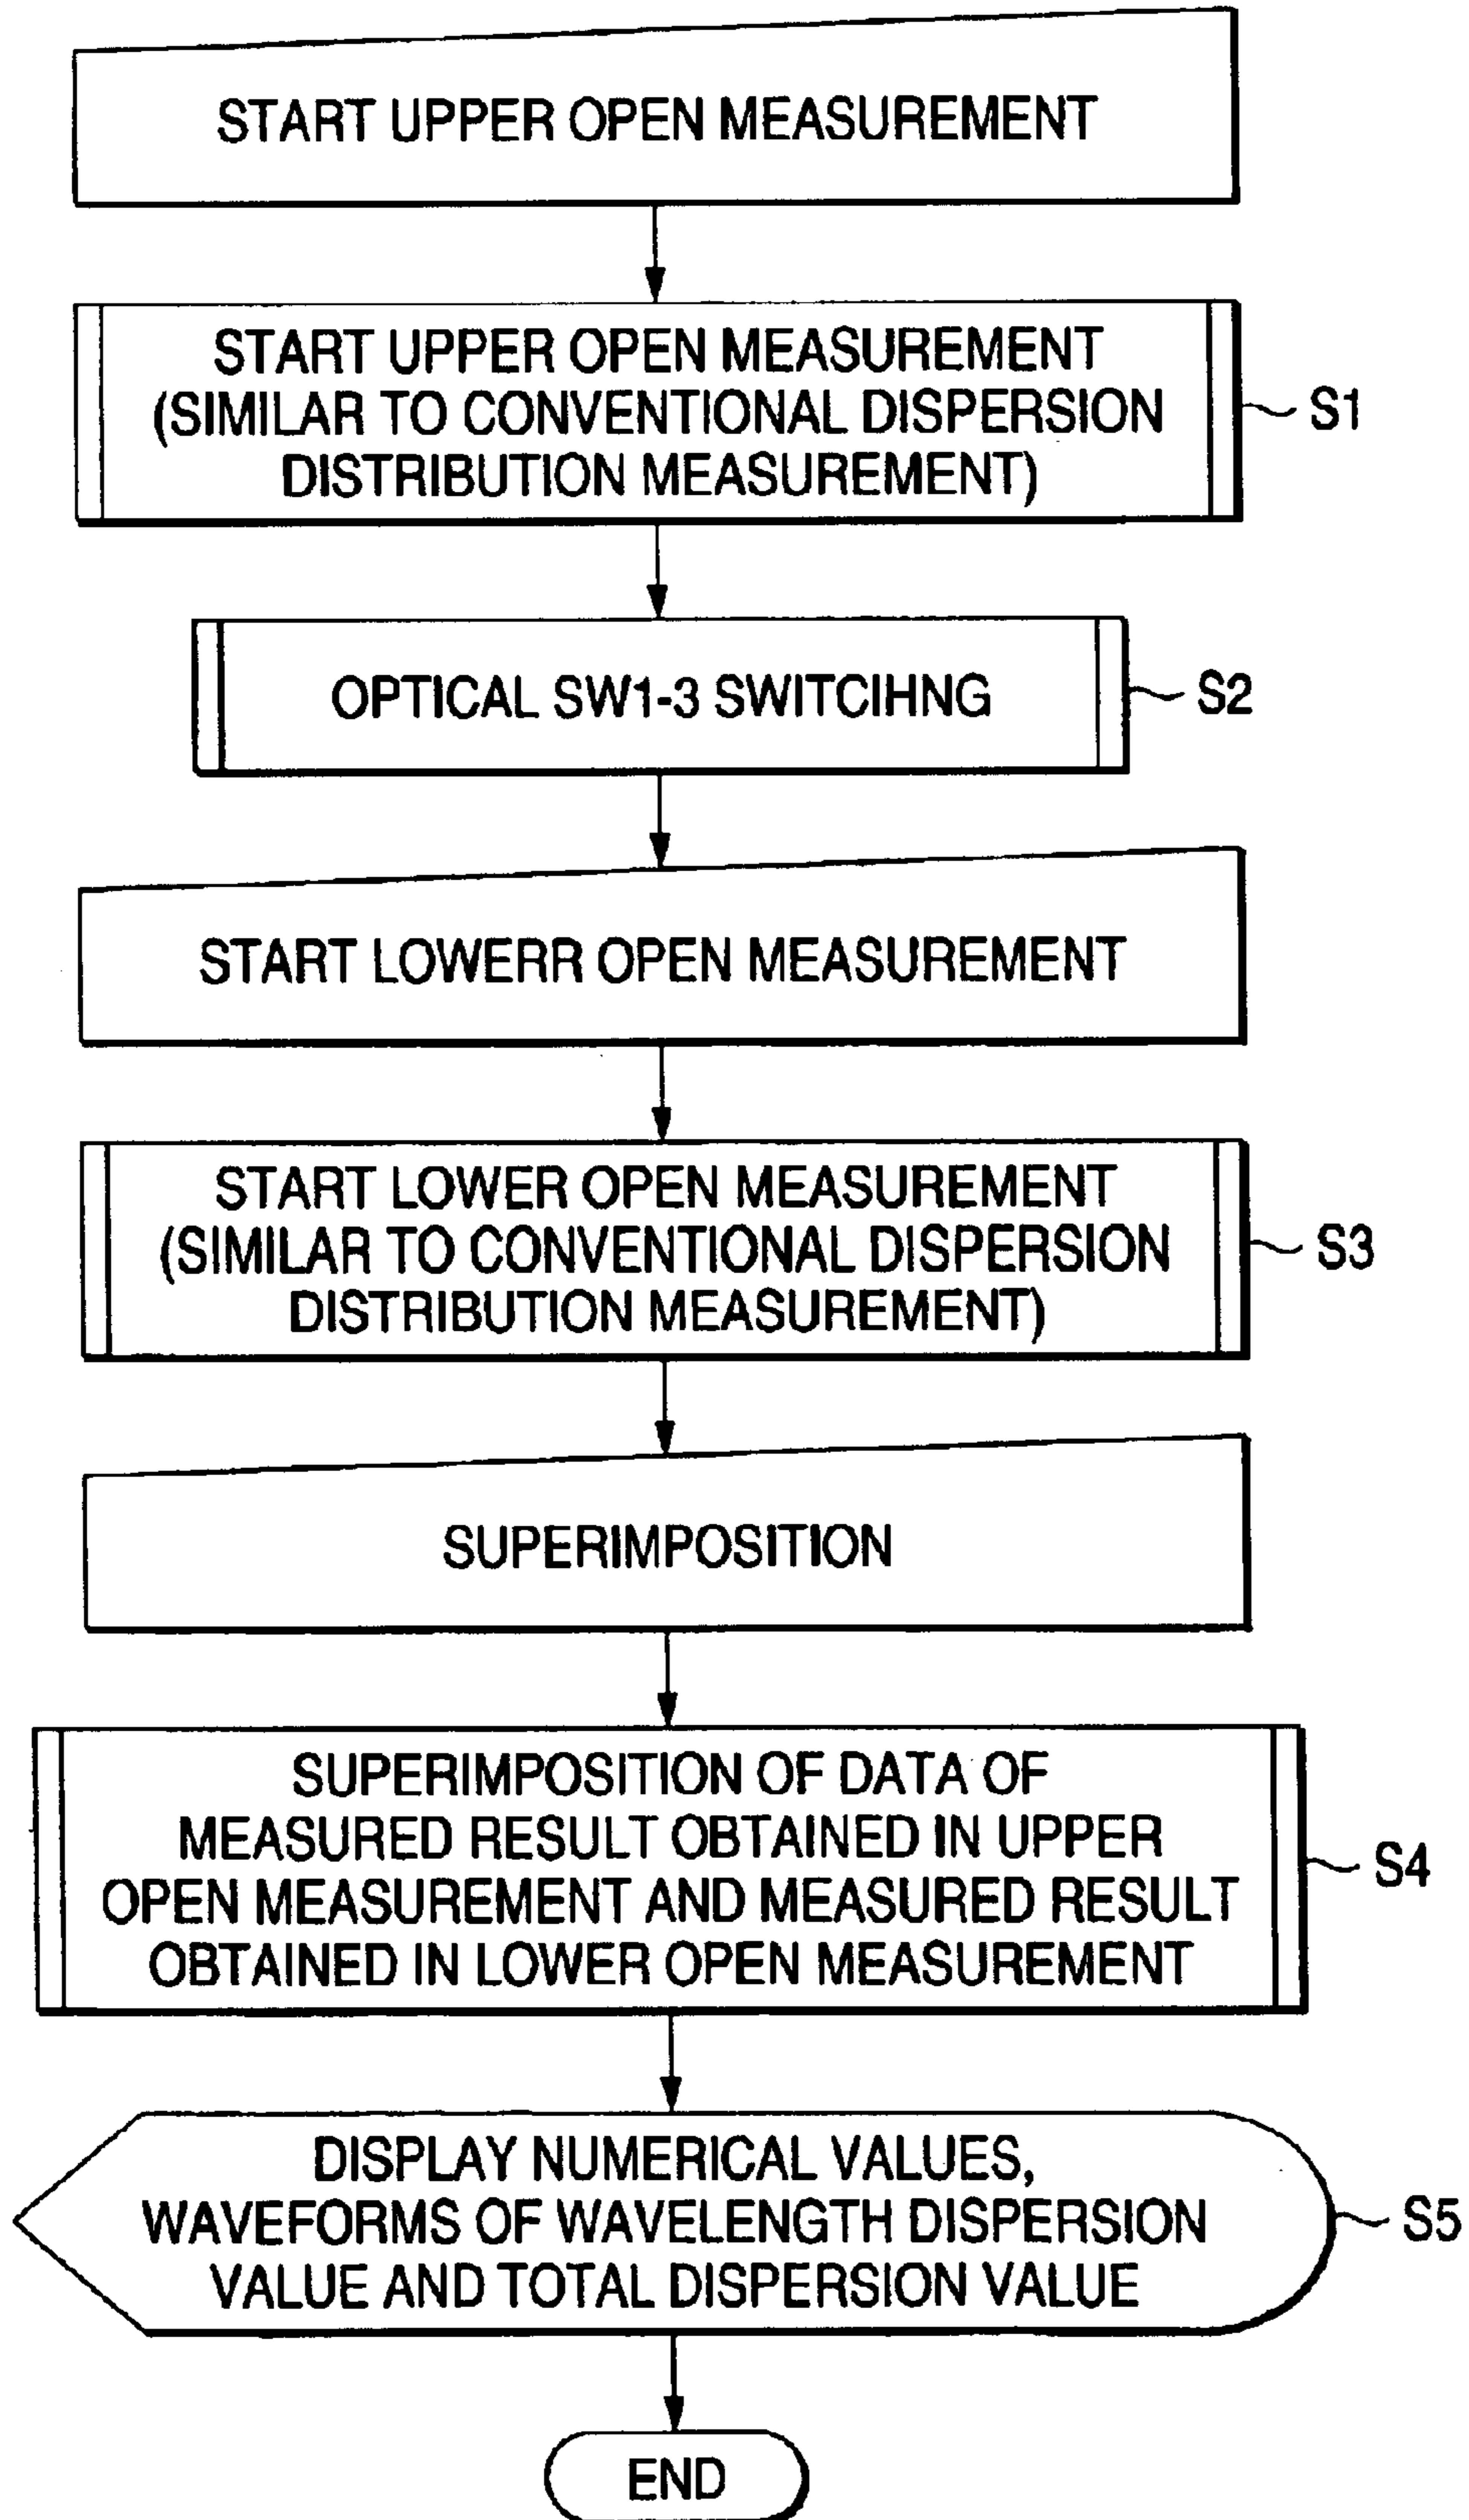 START UPPER OPEN MEASUREMENT
START UPPER OPEN MEASUREMENT
(SIMILAR TO CONVENTIONAL DISPERSION
DISTRIBUTION MEASUREMENT)
S1
OPTICAL SW1-3 SWITCIHNG
S2
START LOWERR OPEN MEASUREMENT
START LOWER OPEN MEASUREMENT
(SIMILAR TO CONVENTIONAL DISPERSION
DISTRIBUTION MEASUREMENT)
S3
SUPERIMPOSITION
SUPERIMPOSITION OF DATA OF
MEASURED RESULT OBTAINED IN UPPER
OPEN MEASUREMENT AND MEASURED RESULT
OBTAINED IN LOWER OPEN MEASUREMENT
S4
DISPLAY NUMERICAL VALUES,
WAVEFORMS OF WAVELENGTH DISPERSION
VALUE AND TOTAL DISPERSION VALUE
S5
END